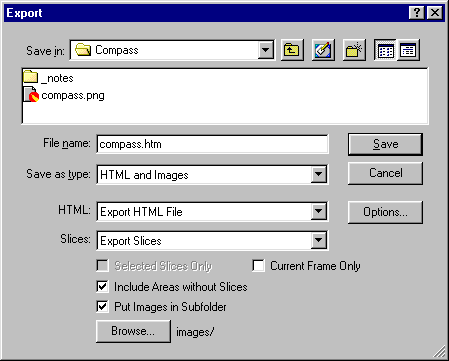 Export
Save in: Compass
_notes
compass.png
File name: compass.htm Save
Save as type: HTML and Images Cancel
HTML: Export HTML File Options...
Slices: Export Slices
Selected Slices Only Current Frame Only
Include Areas without Slices
Put Images in Subfolder
Browse... images/